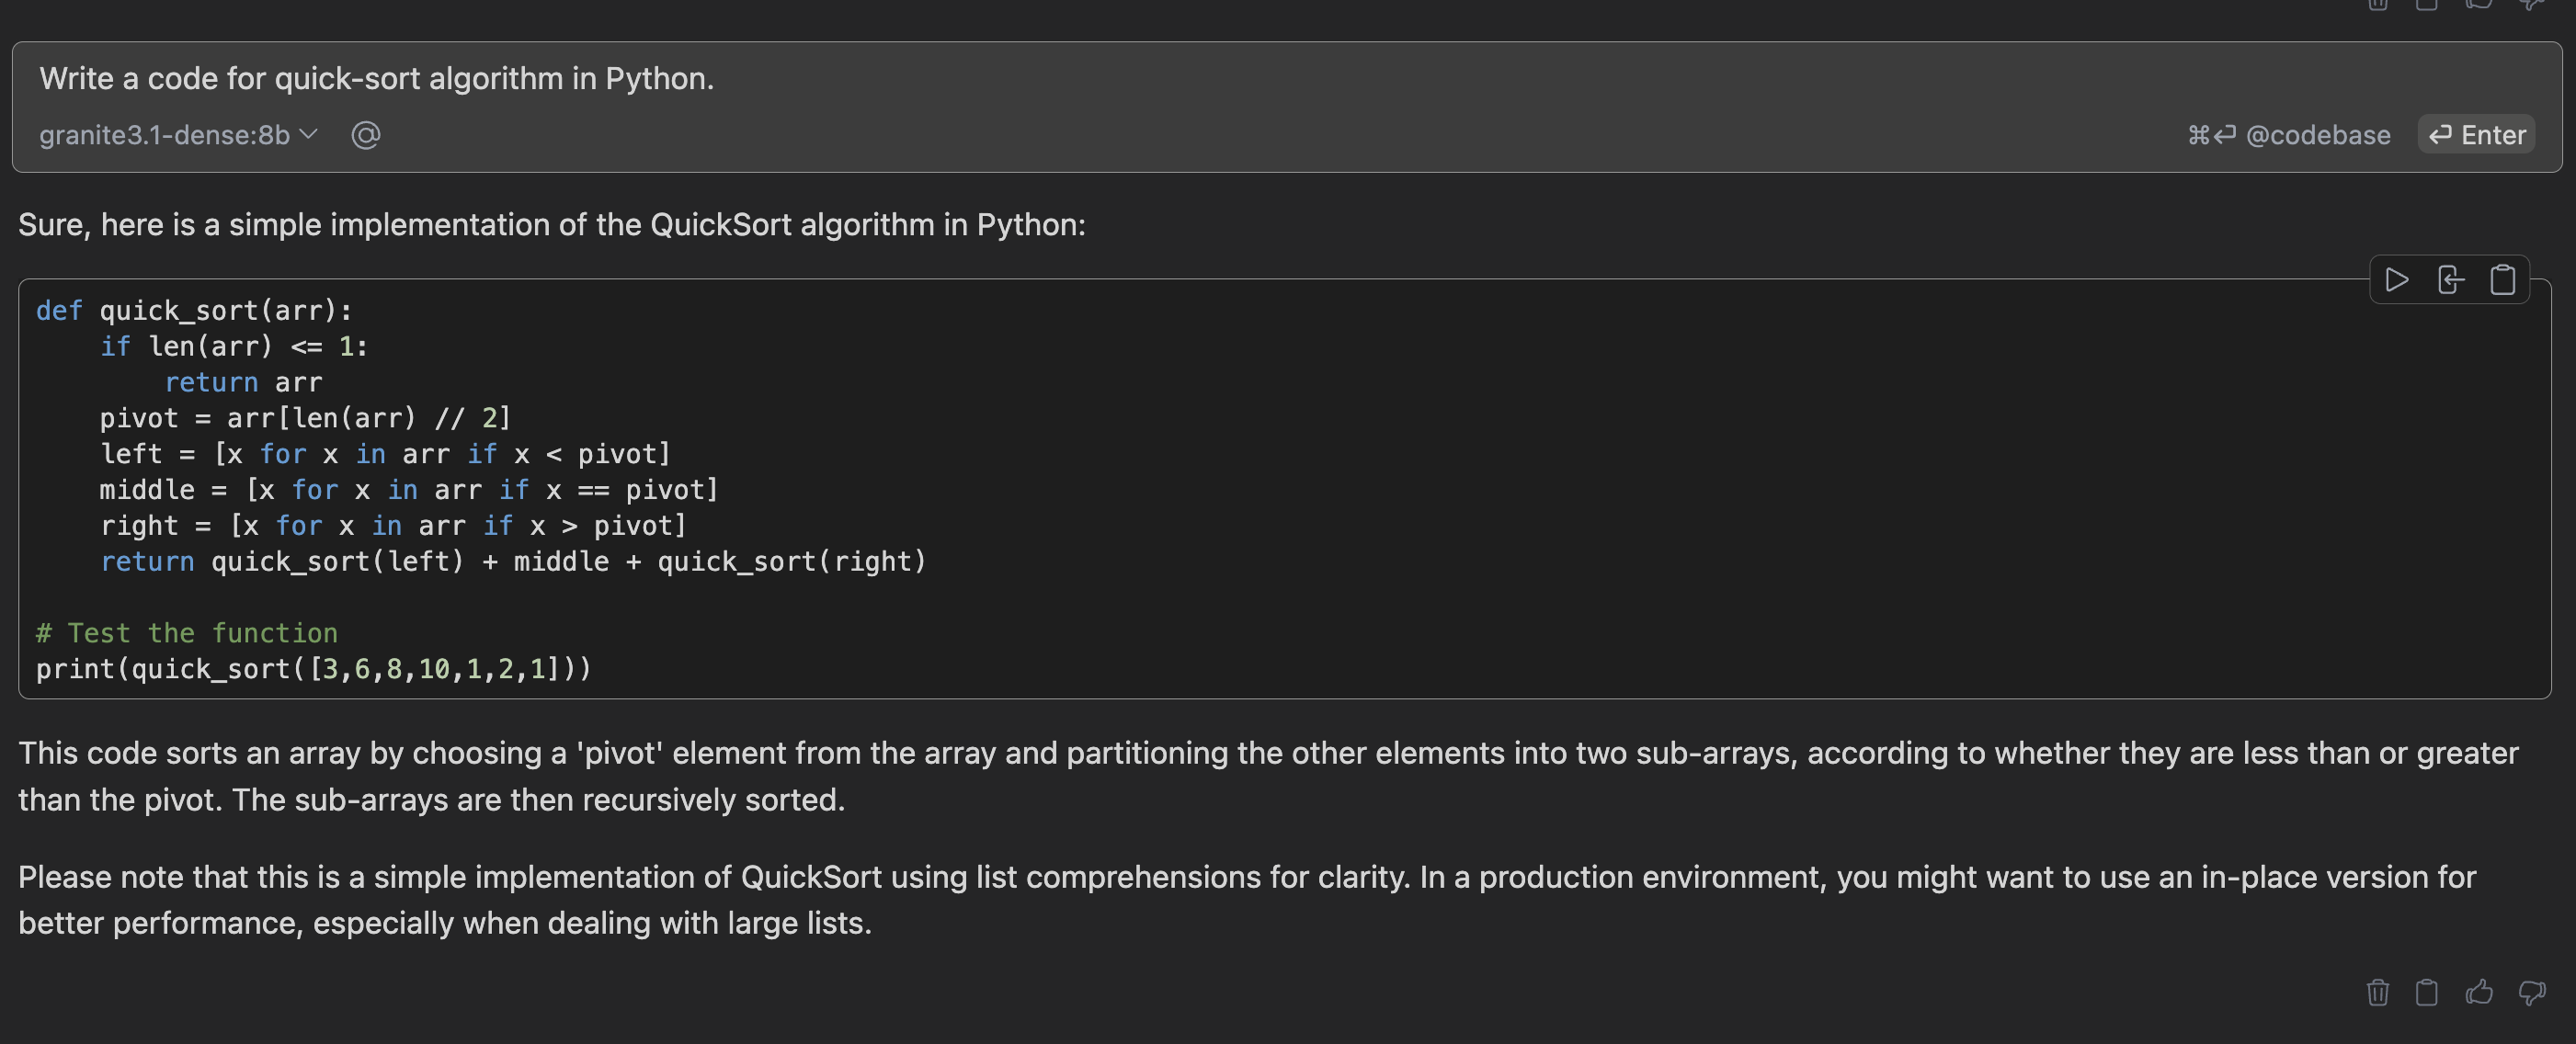 Write a code for quick-sort algorithm in Python.
granite3.1-dense:8b @ ⌘⏎ @codebase ⏎ Enter
Sure, here is a simple implementation of the QuickSort algorithm in Python:
def quick_sort(arr):
    if len(arr) <= 1:
        return arr
    pivot = arr[len(arr) // 2]
    left = [x for x in arr if x < pivot]
    middle = [x for x in arr if x == pivot]
    right = [x for x in arr if x > pivot]
    return quick_sort(left) + middle + quick_sort(right)

# Test the function
print(quick_sort([3,6,8,10,1,2,1]))
This code sorts an array by choosing a 'pivot' element from the array and partitioning the other elements into two sub-arrays, according to whether they are less than or greater
than the pivot. The sub-arrays are then recursively sorted.
Please note that this is a simple implementation of QuickSort using list comprehensions for clarity. In a production environment, you might want to use an in-place version for
better performance, especially when dealing with large lists.